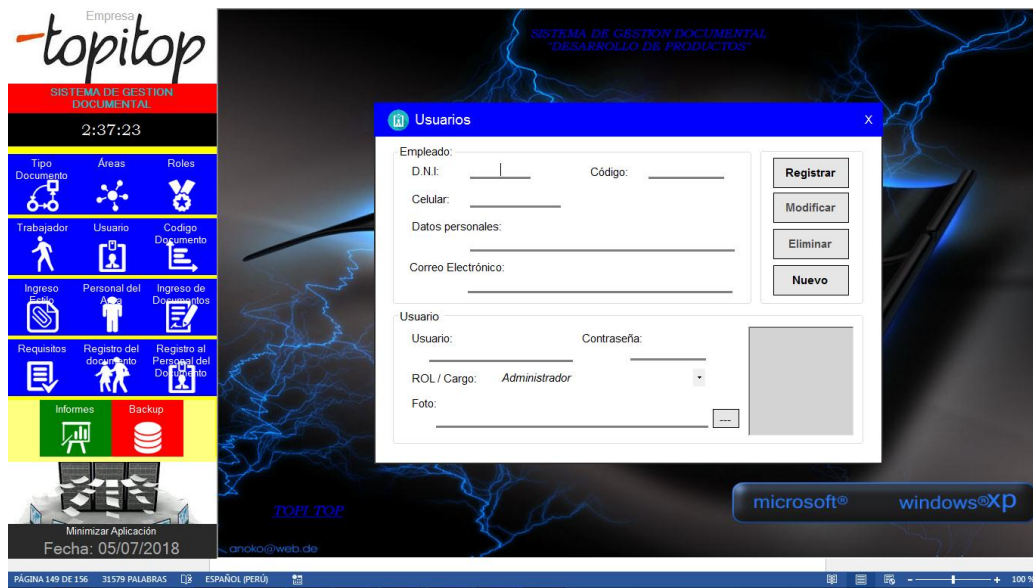 Empresa
topitop
SISTEMA DE GESTION
DOCUMENTAL
2:37:23
Tipo
Documento
Áreas
Roles
Trabajador
Usuario
Codigo
Documento
Ingreso
Estilo
Personal del
Area
Ingreso de
Documentos
Requisitos
Registro del
documento
Registro al
Personal del
Documento
Informes
Backup
Minimizar Aplicación
Fecha: 05/07/2018
SISTEMA DE GESTION DOCUMENTAL
"DESARROLLO DE PRODUCTOS"
Usuarios
X
Empleado:
D.N.I:
Código:
Celular:
Datos personales:
Correo Electrónico:
Registrar
Modificar
Eliminar
Nuevo
Usuario
Usuario:
Contraseña:
ROL / Cargo:
Administrador
Foto:
---
TOPI TOP
anoko@web.de
microsoft® windows®xp
PÁGINA 149 DE 156 31579 PALABRAS ESPAÑOL (PERÚ)
100 %